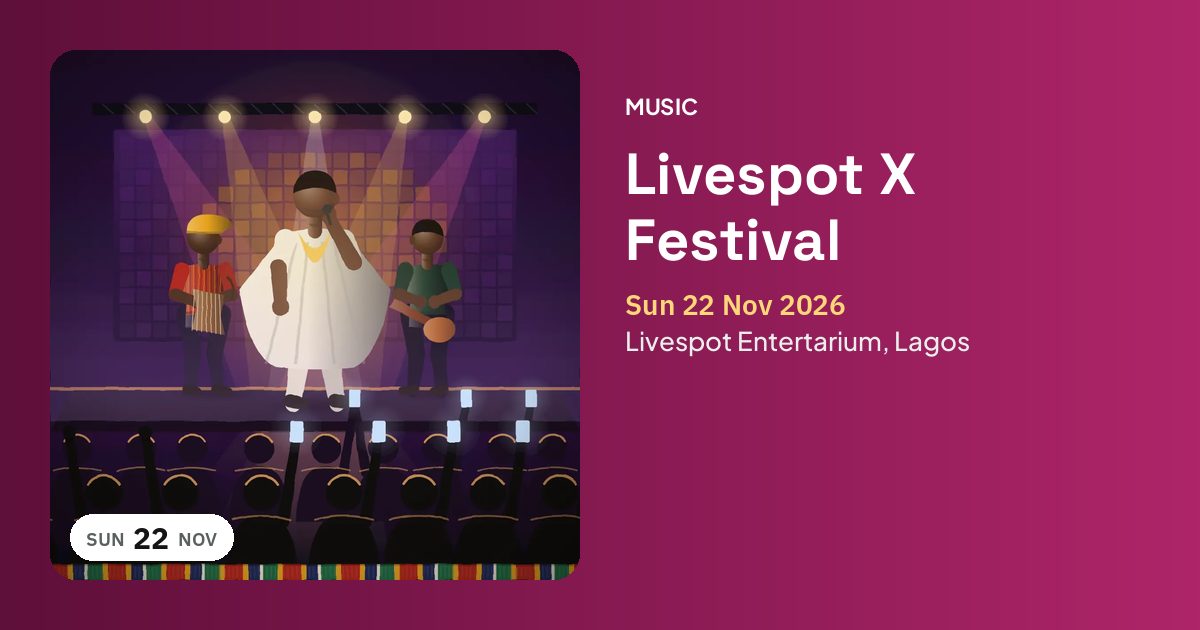 MUSIC
Livespot X
Festival
Sun 22 Nov 2026
Livespot Entertarium, Lagos
SUN 22 NOV